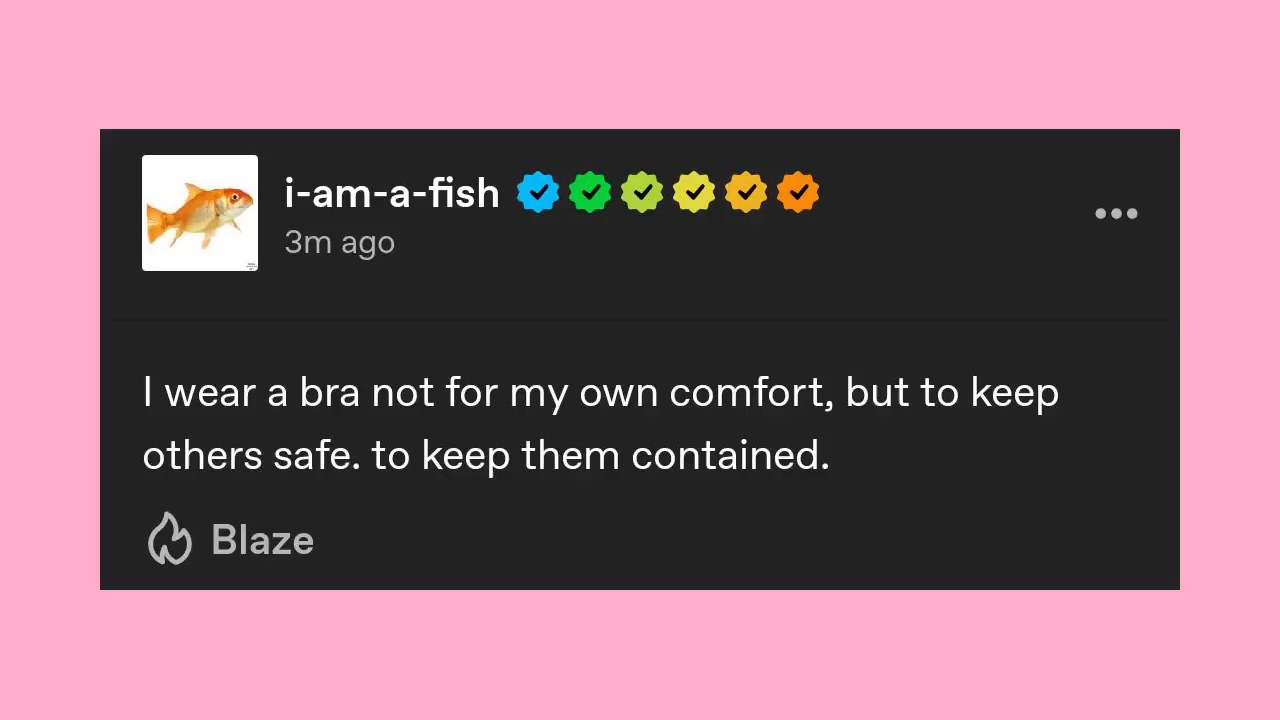 i-am-a-fish
3m ago
I wear a bra not for my own comfort, but to keep
others safe. to keep them contained.
Blaze